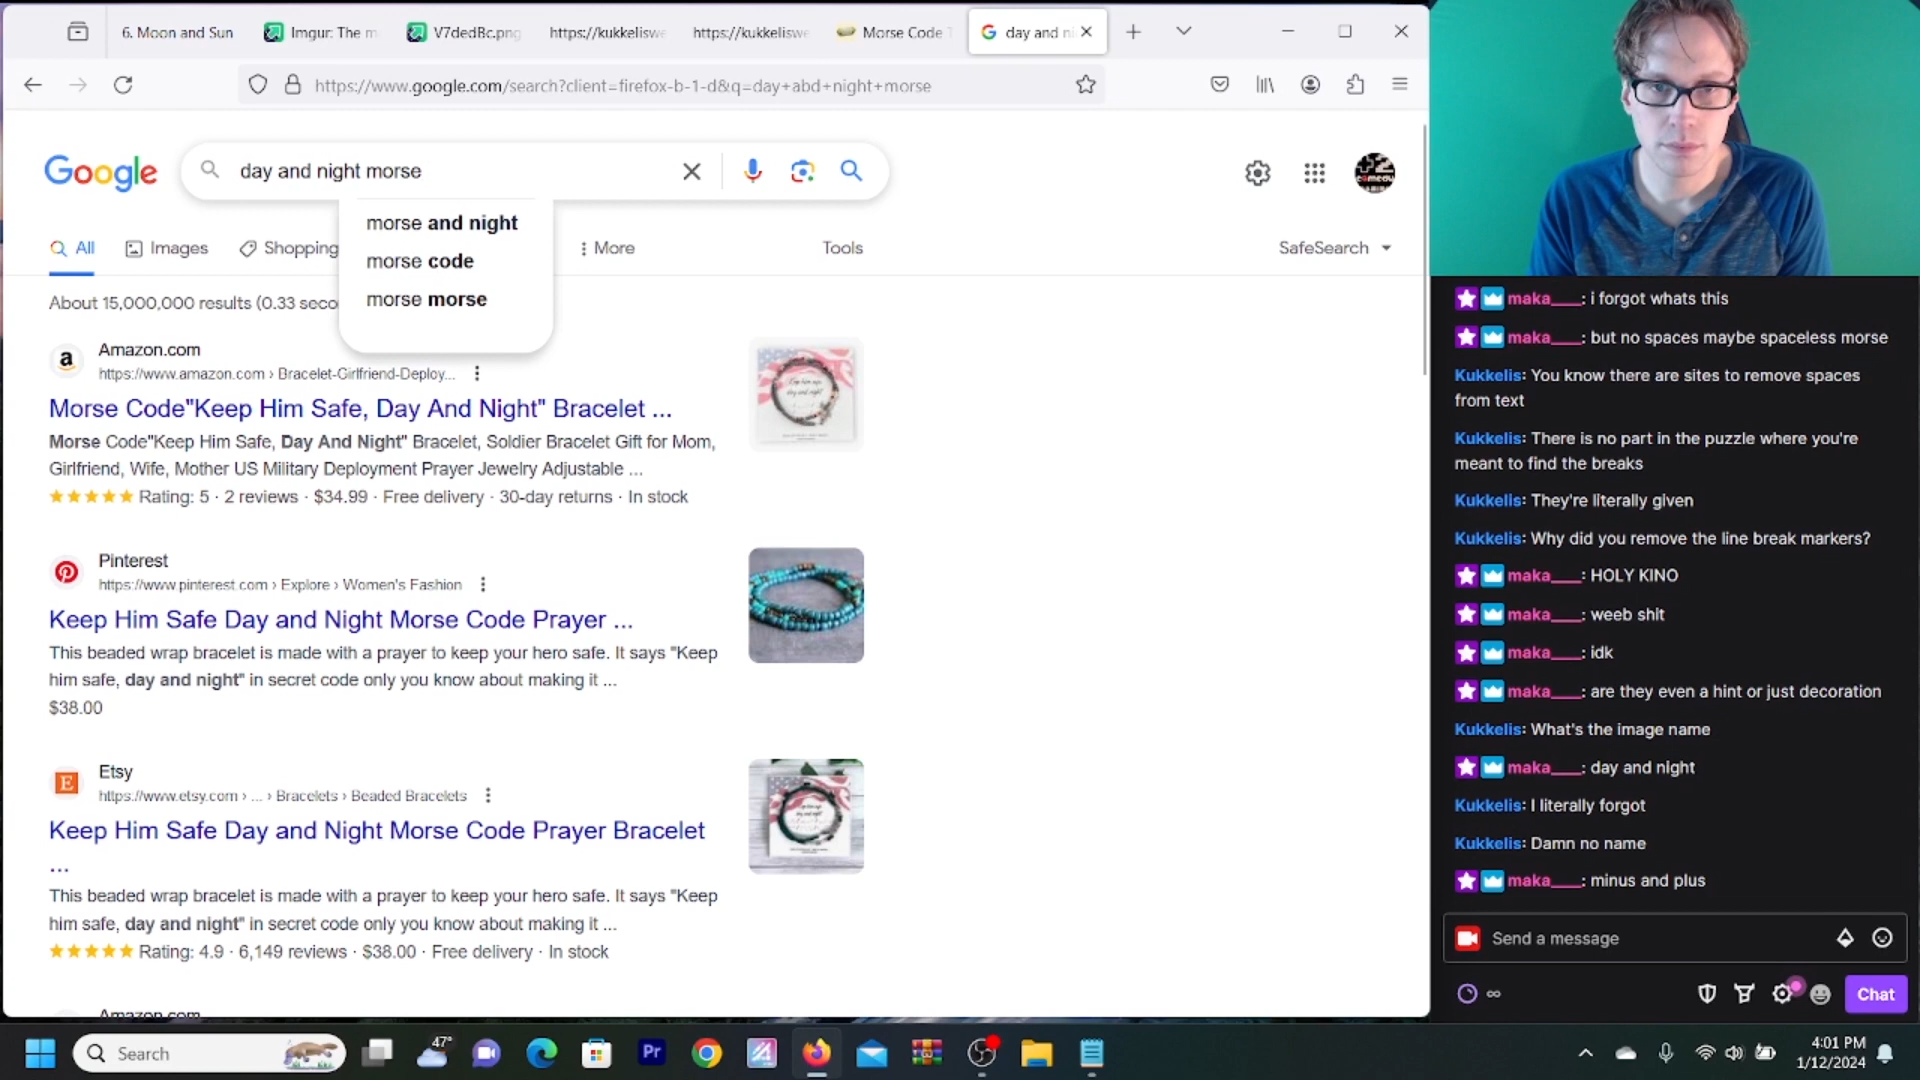 6. Moon and Sun
Imgur: The m
V7dedBc.png
https://kukkeliswe
https://kukkeliswe
Morse Code T
day and ni
https://www.google.com/search?client=firefox-b-1-d&q=day+abd+night+morse
Google
day and night morse
morse and night
morse code
morse morse
All
Images
Shopping
More
Tools
SafeSearch
About 15,000,000 results (0.33 seco
Amazon.com
https://www.amazon.com › Bracelet-Girlfriend-Deploy...
Morse Code"Keep Him Safe, Day And Night" Bracelet ...
Morse Code"Keep Him Safe, Day And Night" Bracelet, Soldier Bracelet Gift for Mom,
Girlfriend, Wife, Mother US Military Deployment Prayer Jewelry Adjustable ...
Rating: 5 · 2 reviews · $34.99 · Free delivery · 30-day returns · In stock
Pinterest
https://www.pinterest.com › Explore › Women's Fashion
Keep Him Safe Day and Night Morse Code Prayer ...
This beaded wrap bracelet is made with a prayer to keep your hero safe. It says "Keep
him safe, day and night" in secret code only you know about making it ...
$38.00
Etsy
https://www.etsy.com › ... › Bracelets › Beaded Bracelets
Keep Him Safe Day and Night Morse Code Prayer Bracelet
...
This beaded wrap bracelet is made with a prayer to keep your hero safe. It says "Keep
him safe, day and night" in secret code only you know about making it ...
Rating: 4.9 · 6,149 reviews · $38.00 · Free delivery · In stock
Amazon.com
maka___: i forgot whats this
maka___: but no spaces maybe spaceless morse
Kukkelis: You know there are sites to remove spaces
from text
Kukkelis: There is no part in the puzzle where you're
meant to find the breaks
Kukkelis: They're literally given
Kukkelis: Why did you remove the line break markers?
maka___: HOLY KINO
maka___: weeb shit
maka___: idk
maka___: are they even a hint or just decoration
Kukkelis: What's the image name
maka___: day and night
Kukkelis: I literally forgot
Kukkelis: Damn no name
maka___: minus and plus
Send a message
∞
Chat
Search
47°
Pr
4:01 PM
1/12/2024